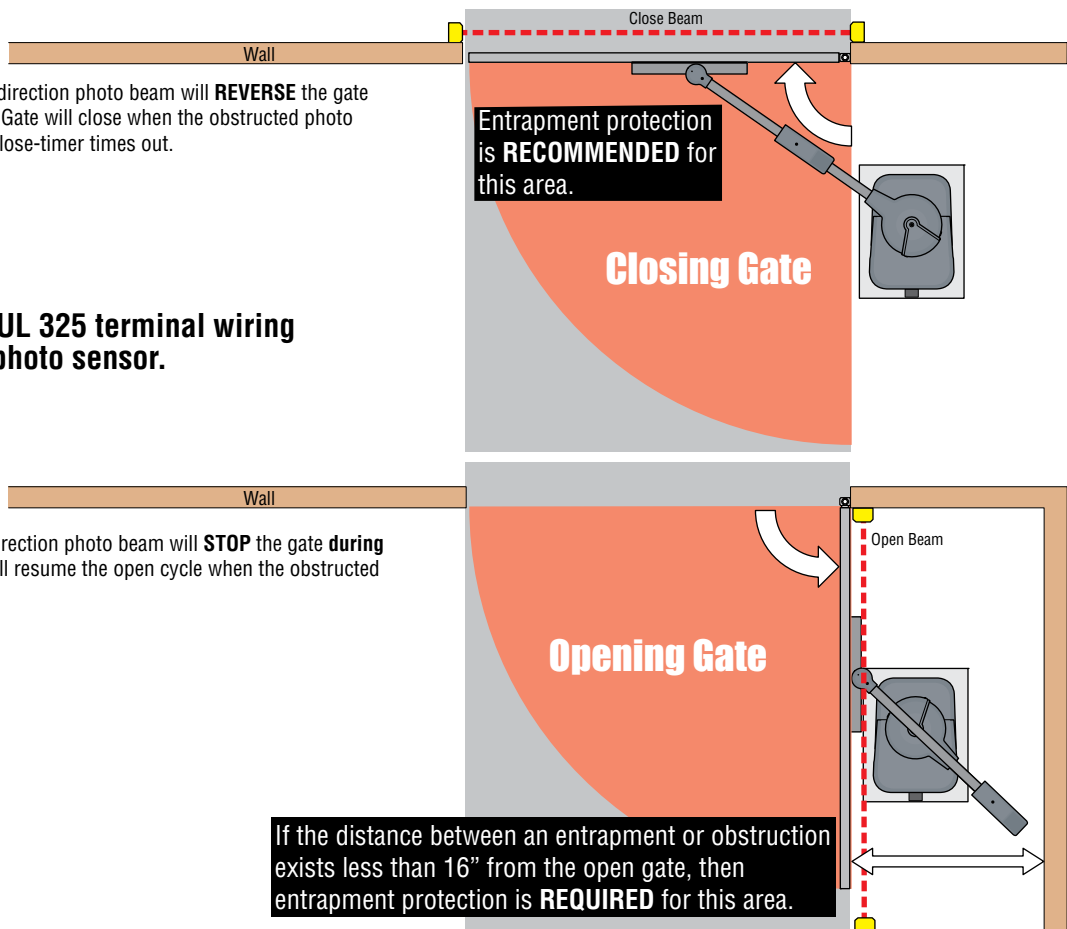 Close Beam
Wall
direction photo beam will REVERSE the gate
Gate will close when the obstructed photo
lose-timer times out.
Entrapment protection
is RECOMMENDED for
this area.
Closing Gate
UL 325 terminal wiring
photo sensor.
Wall
irection photo beam will STOP the gate during
ll resume the open cycle when the obstructed
Open Beam
Opening Gate
If the distance between an entrapment or obstruction
exists less than 16” from the open gate, then
entrapment protection is REQUIRED for this area.